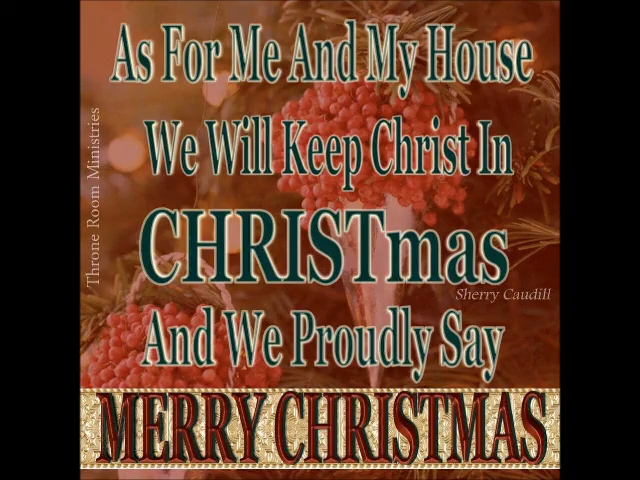 As For Me And My House
We Will Keep Christ In
CHRISTmas
Sherry Caudill
And We Proudly Say
MERRY CHRISTMAS
Throne Room Ministries